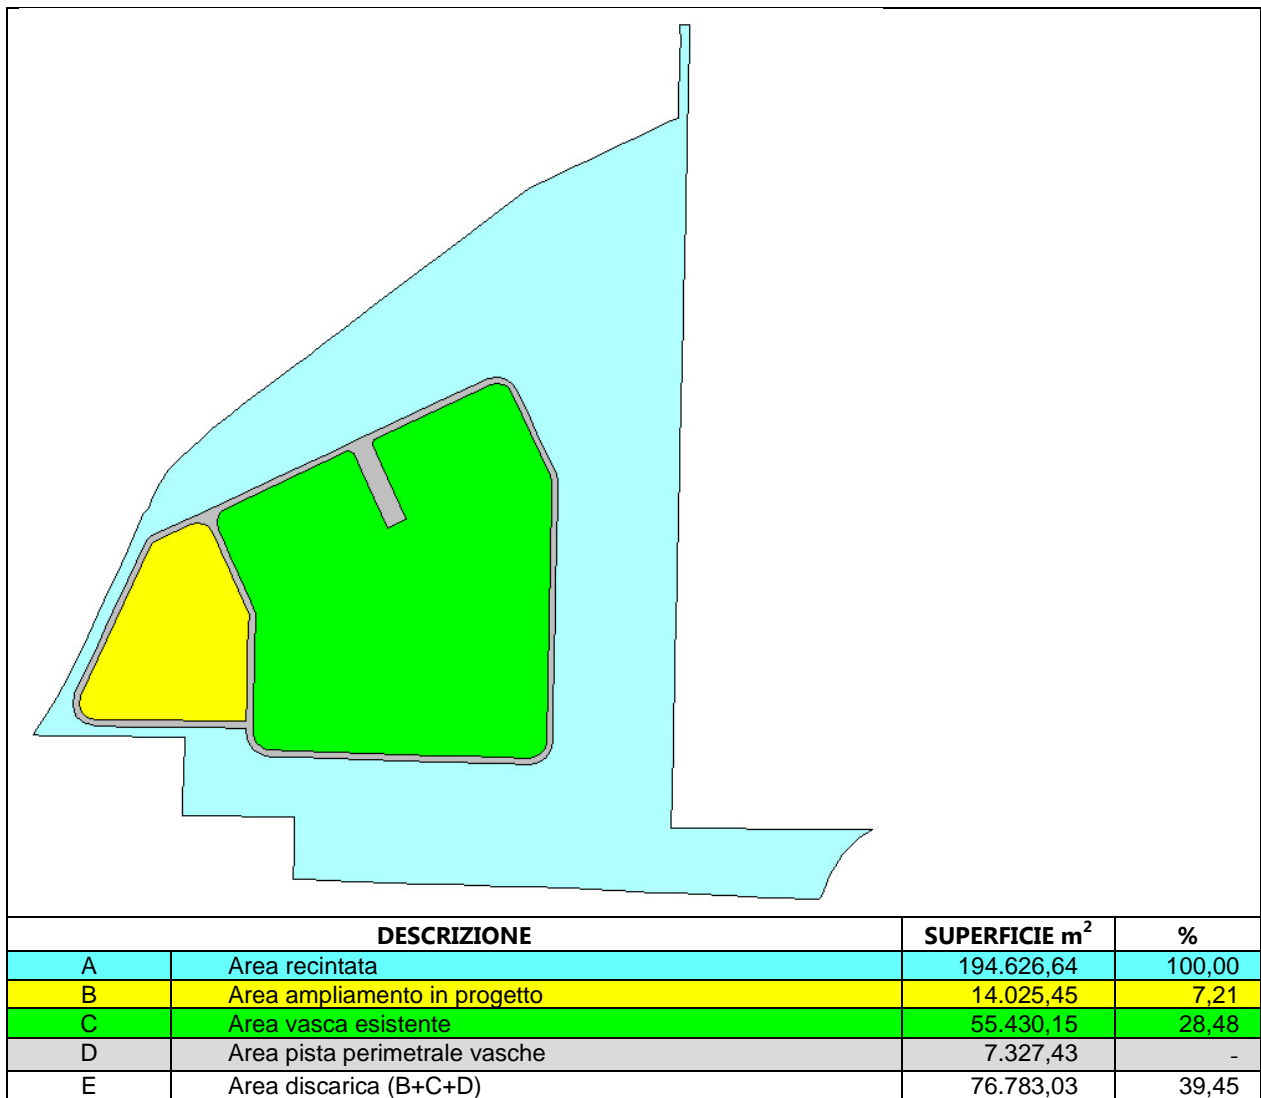 DESCRIZIONE SUPERFICIE m² %
A Area recintata 194.626,64 100,00
B Area ampliamento in progetto 14.025,45 7,21
C Area vasca esistente 55.430,15 28,48
D Area pista perimetrale vasche 7.327,43 -
E Area discarica (B+C+D) 76.783,03 39,45